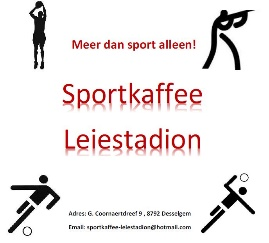 Meer dan sport alleen!
Sportkaffee
Leiestadion
Adres: G. Coornaertdreef 9 , 8792 Desselgem
Email: sportkaffee-leiestadion@hotmail.com